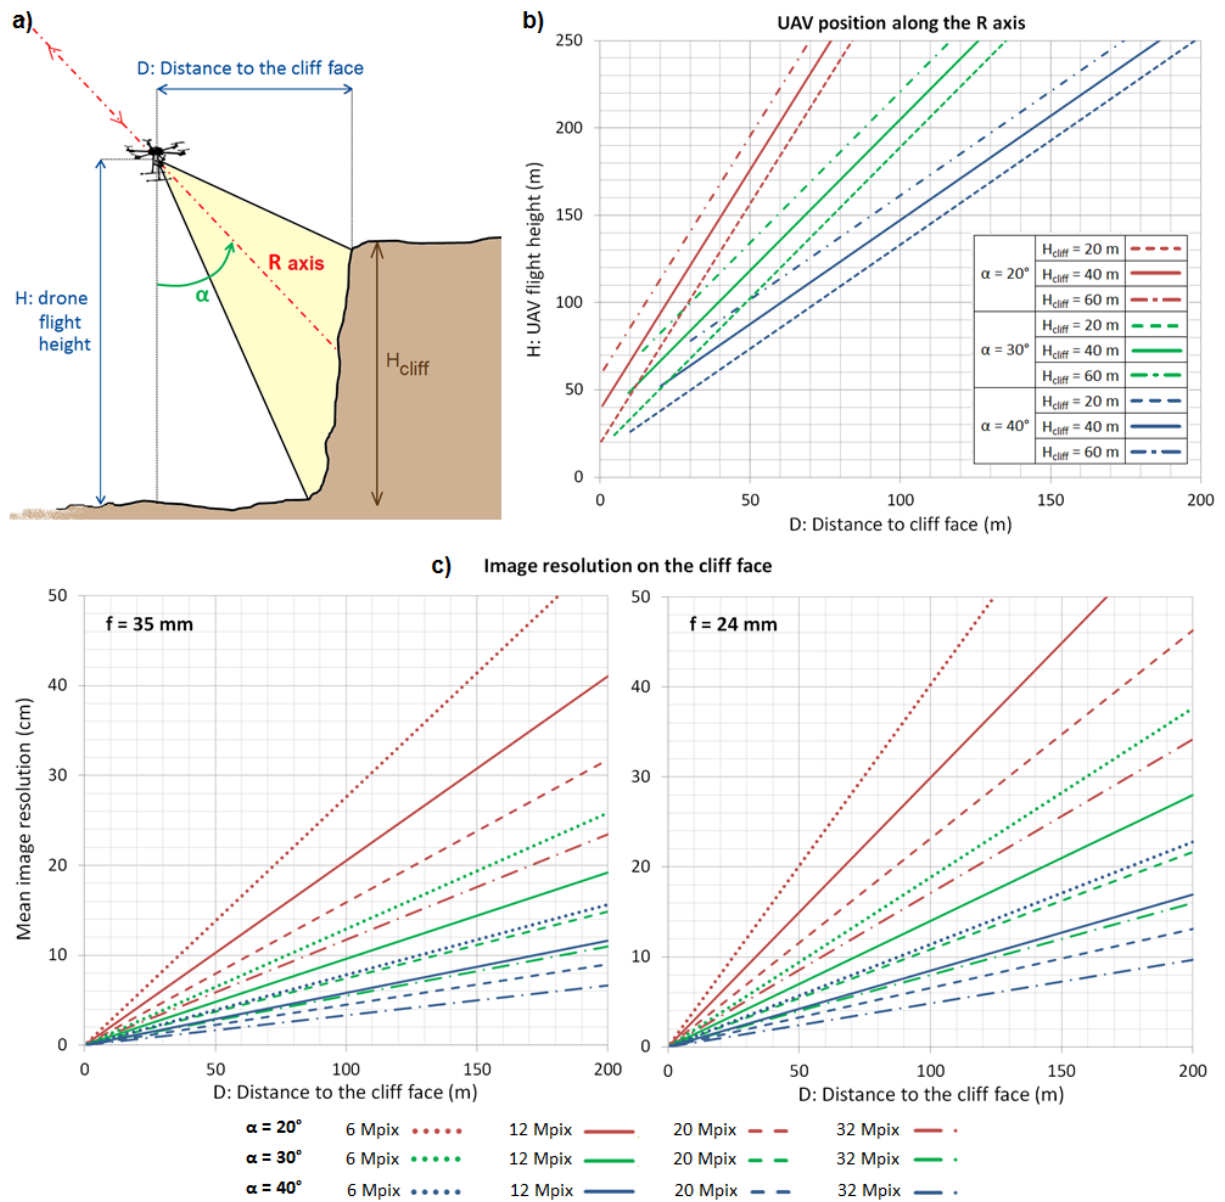 a)
D: Distance to the cliff face
R axis
α
H: drone
flight
height
Hcliff
b)
UAV position along the R axis
H: UAV flight height (m)
250
200
150
100
50
0
0 50 100 150 200
D: Distance to cliff face (m)
α = 20° Hcliff = 20 m
Hcliff = 40 m
Hcliff = 60 m
α = 30° Hcliff = 20 m
Hcliff = 40 m
Hcliff = 60 m
α = 40° Hcliff = 20 m
Hcliff = 40 m
Hcliff = 60 m
c) Image resolution on the cliff face
Mean image resolution (cm)
f = 35 mm
50
40
30
20
10
0
0 50 100 150 200
D: Distance to the cliff face (m)
f = 24 mm
50
40
30
20
10
0
0 50 100 150 200
D: Distance to the cliff face (m)
α = 20° 6 Mpix 12 Mpix 20 Mpix 32 Mpix
α = 30° 6 Mpix 12 Mpix 20 Mpix 32 Mpix
α = 40° 6 Mpix 12 Mpix 20 Mpix 32 Mpix